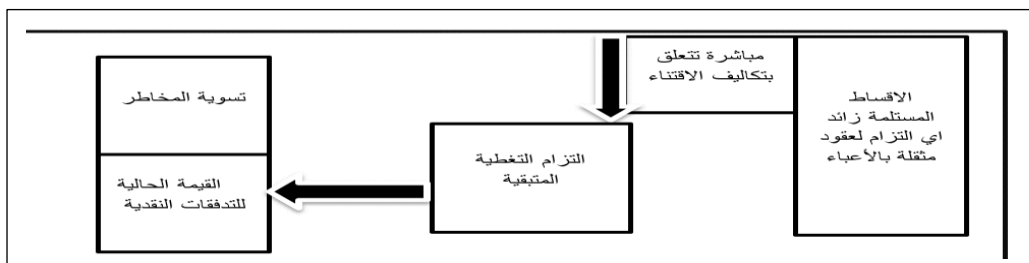 الاقساط
المستلمة زائد
اي التزام لعقود
مثقلة بالأعباء
مباشرة تتعلق
بتكاليف الاقتناء
التزام التغطية
المتبقية
تسوية المخاطر
القيمة الحالية
للتدفقات النقدية